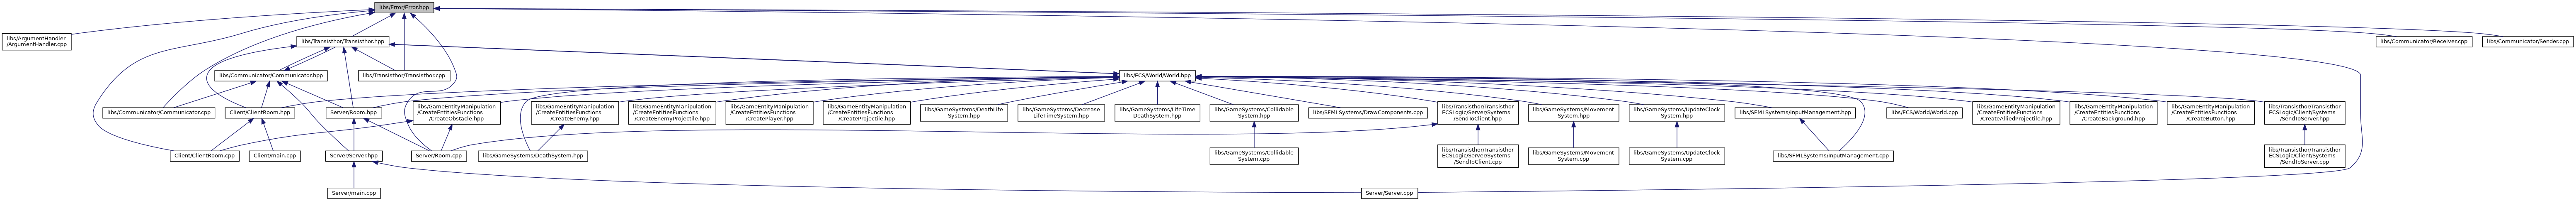 libs/Error/Error.hpp
libs/ArgumentHandler
/ArgumentHandler.cpp
libs/Transisthor/Transisthor.hpp
libs/Communicator/Receiver.cpp
libs/Communicator/Sender.cpp
libs/Communicator/Communicator.hpp
libs/Transisthor/Transisthor.cpp
libs/ECS/World/World.hpp
libs/Communicator/Communicator.cpp
Client/ClientRoom.hpp
Server/Room.hpp
libs/GameEntityManipulation
/CreateEntitiesFunctions
/CreateObstacle.hpp
libs/GameEntityManipulation
/CreateEntitiesFunctions
/CreateEnemy.hpp
libs/GameEntityManipulation
/CreateEntitiesFunctions
/CreateEnemyProjectile.hpp
libs/GameEntityManipulation
/CreateEntitiesFunctions
/CreatePlayer.hpp
libs/GameEntityManipulation
/CreateEntitiesFunctions
/CreateProjectile.hpp
libs/GameSystems/DeathLife
System.hpp
libs/GameSystems/Decrease
LifeTimeSystem.hpp
libs/GameSystems/LifeTime
DeathSystem.hpp
libs/GameSystems/Collidable
System.hpp
libs/SFMLSystems/DrawComponents.cpp
libs/Transisthor/Transisthor
ECSLogic/Server/Systems
/SendToClient.hpp
libs/GameSystems/Movement
System.hpp
libs/GameSystems/UpdateClock
System.hpp
libs/SFMLSystems/InputManagement.hpp
libs/ECS/World/World.cpp
libs/GameEntityManipulation
/CreateEntitiesFunctions
/CreateAlliedProjectile.hpp
libs/GameEntityManipulation
/CreateEntitiesFunctions
/CreateBackground.hpp
libs/GameEntityManipulation
/CreateEntitiesFunctions
/CreateButton.hpp
libs/Transisthor/Transisthor
ECSLogic/Client/Systems
/SendToServer.hpp
Client/ClientRoom.cpp
Client/main.cpp
Server/Server.hpp
Server/Room.cpp
libs/GameSystems/DeathSystem.hpp
libs/GameSystems/Collidable
System.cpp
libs/Transisthor/Transisthor
ECSLogic/Server/Systems
/SendToClient.cpp
libs/GameSystems/Movement
System.cpp
libs/GameSystems/UpdateClock
System.cpp
libs/SFMLSystems/InputManagement.cpp
libs/Transisthor/Transisthor
ECSLogic/Client/Systems
/SendToServer.cpp
Server/main.cpp
Server/Server.cpp